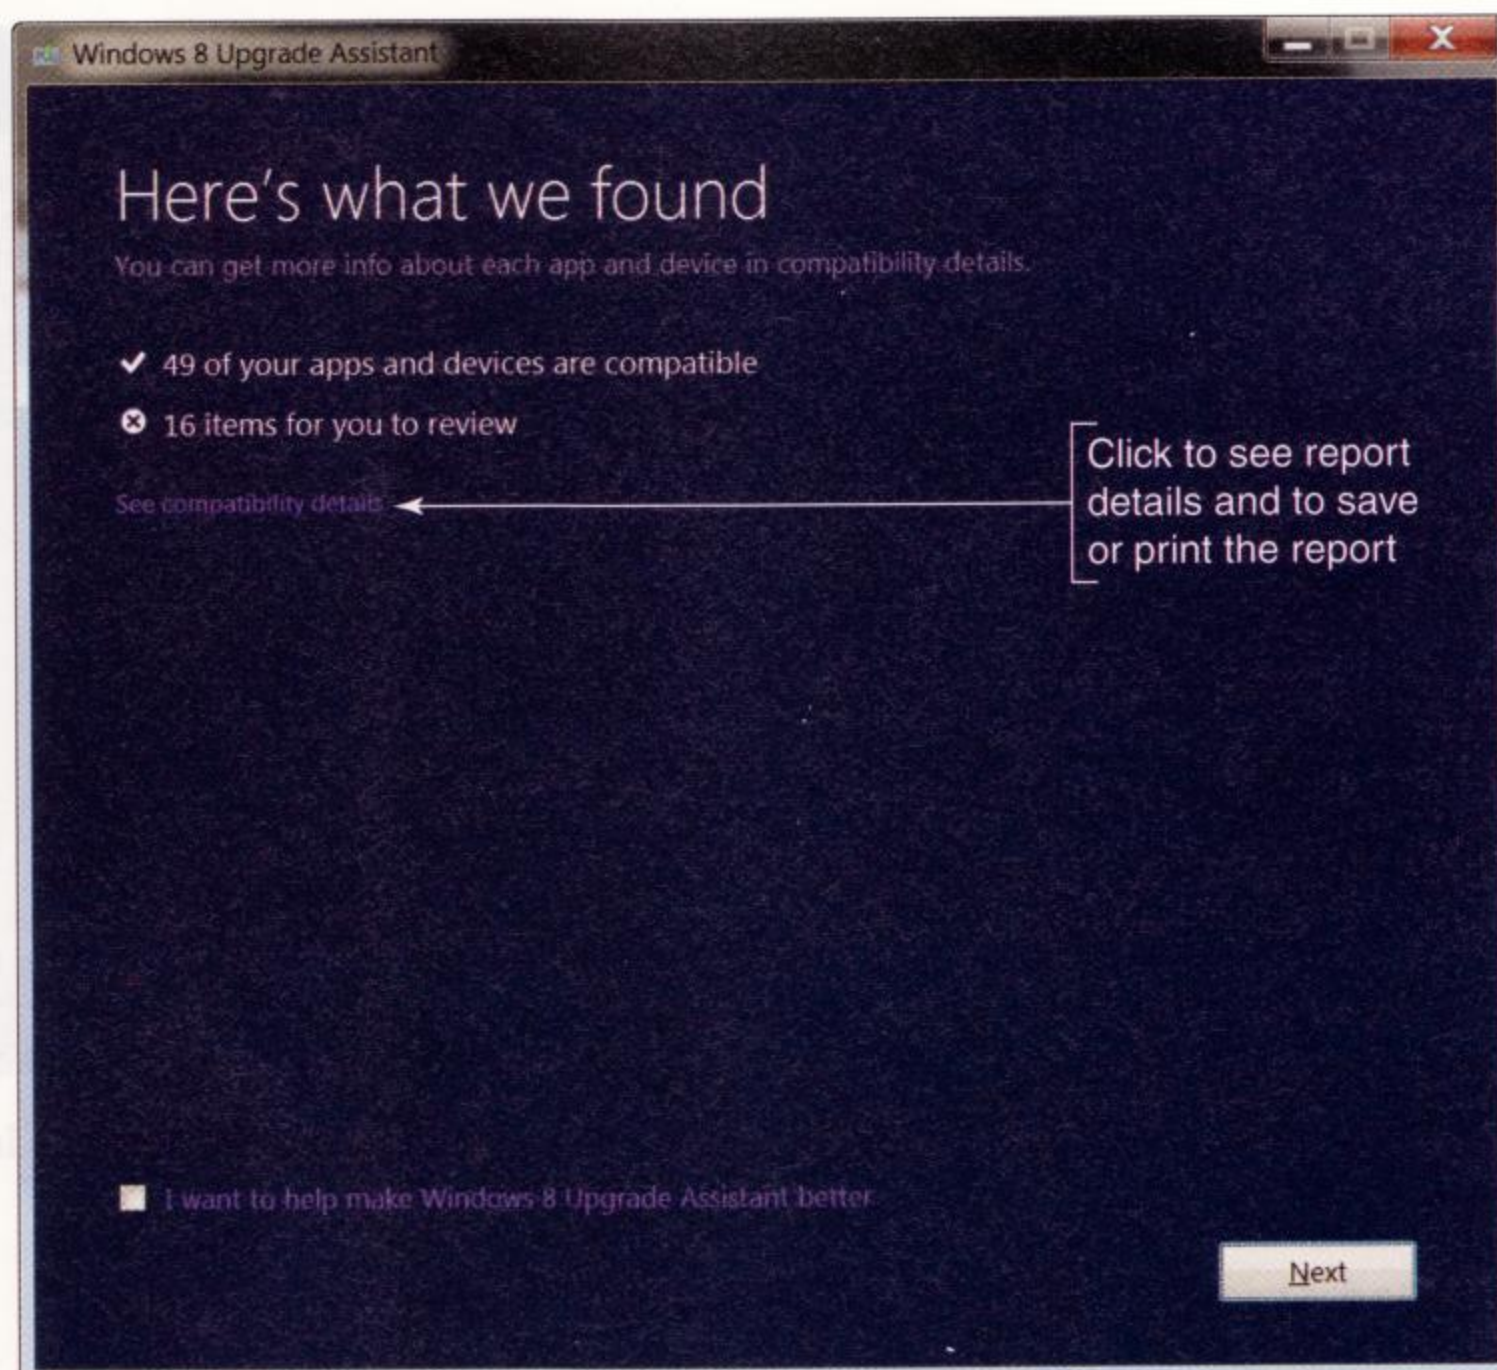 Windows 8 Upgrade Assistant
Here's what we found
You can get more info about each app and device in compatibility details.
49 of your apps and devices are compatible
16 items for you to review
See compatibility details
Click to see report
details and to save
or print the report
I want to help make Windows 8 Upgrade Assistant better
Next